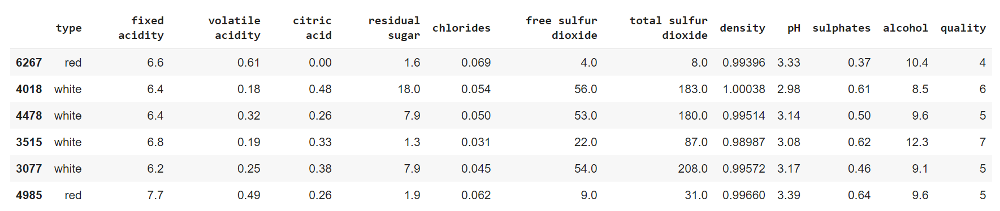 type fixed acidity volatile acidity citric acid residual sugar chlorides free sulfur dioxide total sulfur dioxide density pH sulphates alcohol quality
6267 red 6.6 0.61 0.00 1.6 0.069 4.0 8.0 0.99396 3.33 0.37 10.4 4
4018 white 6.4 0.18 0.48 18.0 0.054 56.0 183.0 1.00038 2.98 0.61 8.5 6
4478 white 6.4 0.32 0.26 7.9 0.050 53.0 180.0 0.99514 3.14 0.50 9.6 5
3515 white 6.8 0.19 0.33 1.3 0.031 22.0 87.0 0.98987 3.08 0.62 12.3 7
3077 white 6.2 0.25 0.38 7.9 0.045 54.0 208.0 0.99572 3.17 0.46 9.1 5
4985 red 7.7 0.49 0.26 1.9 0.062 9.0 31.0 0.99660 3.39 0.64 9.6 5